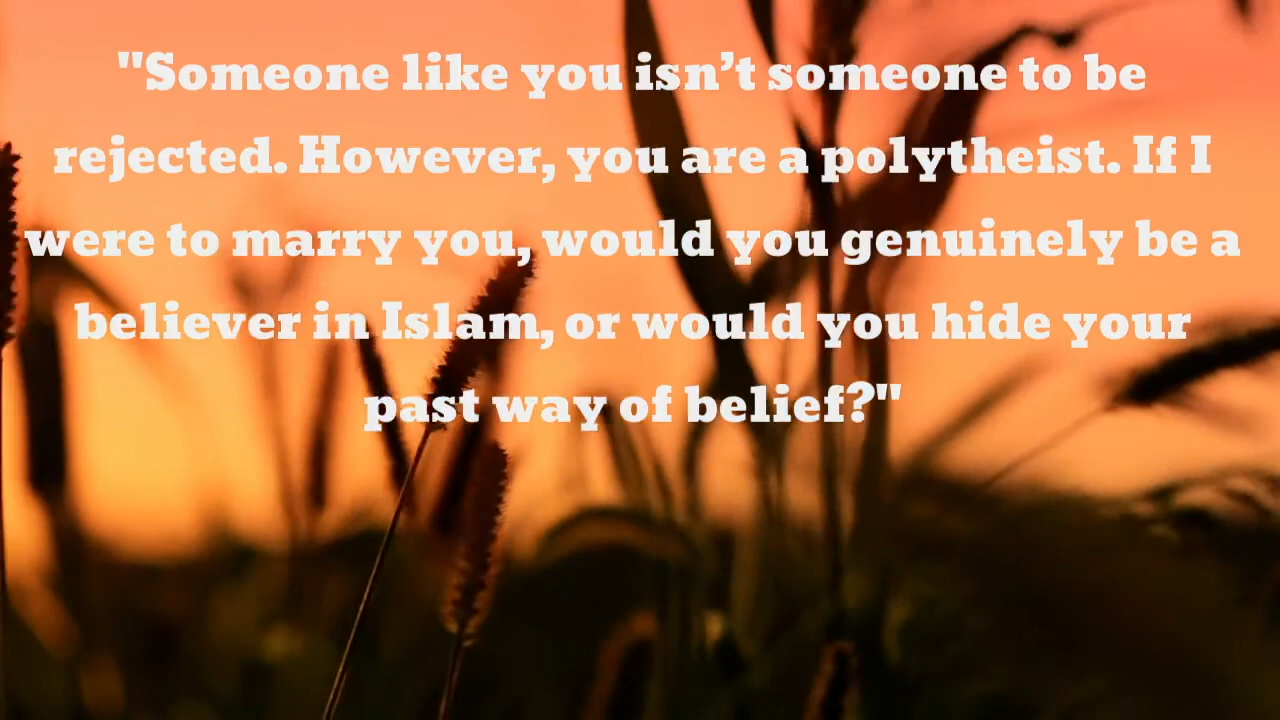 "Someone like you isn’t someone to be
rejected. However, you are a polytheist. If I
were to marry you, would you genuinely be a
believer in Islam, or would you hide your
past way of belief?"